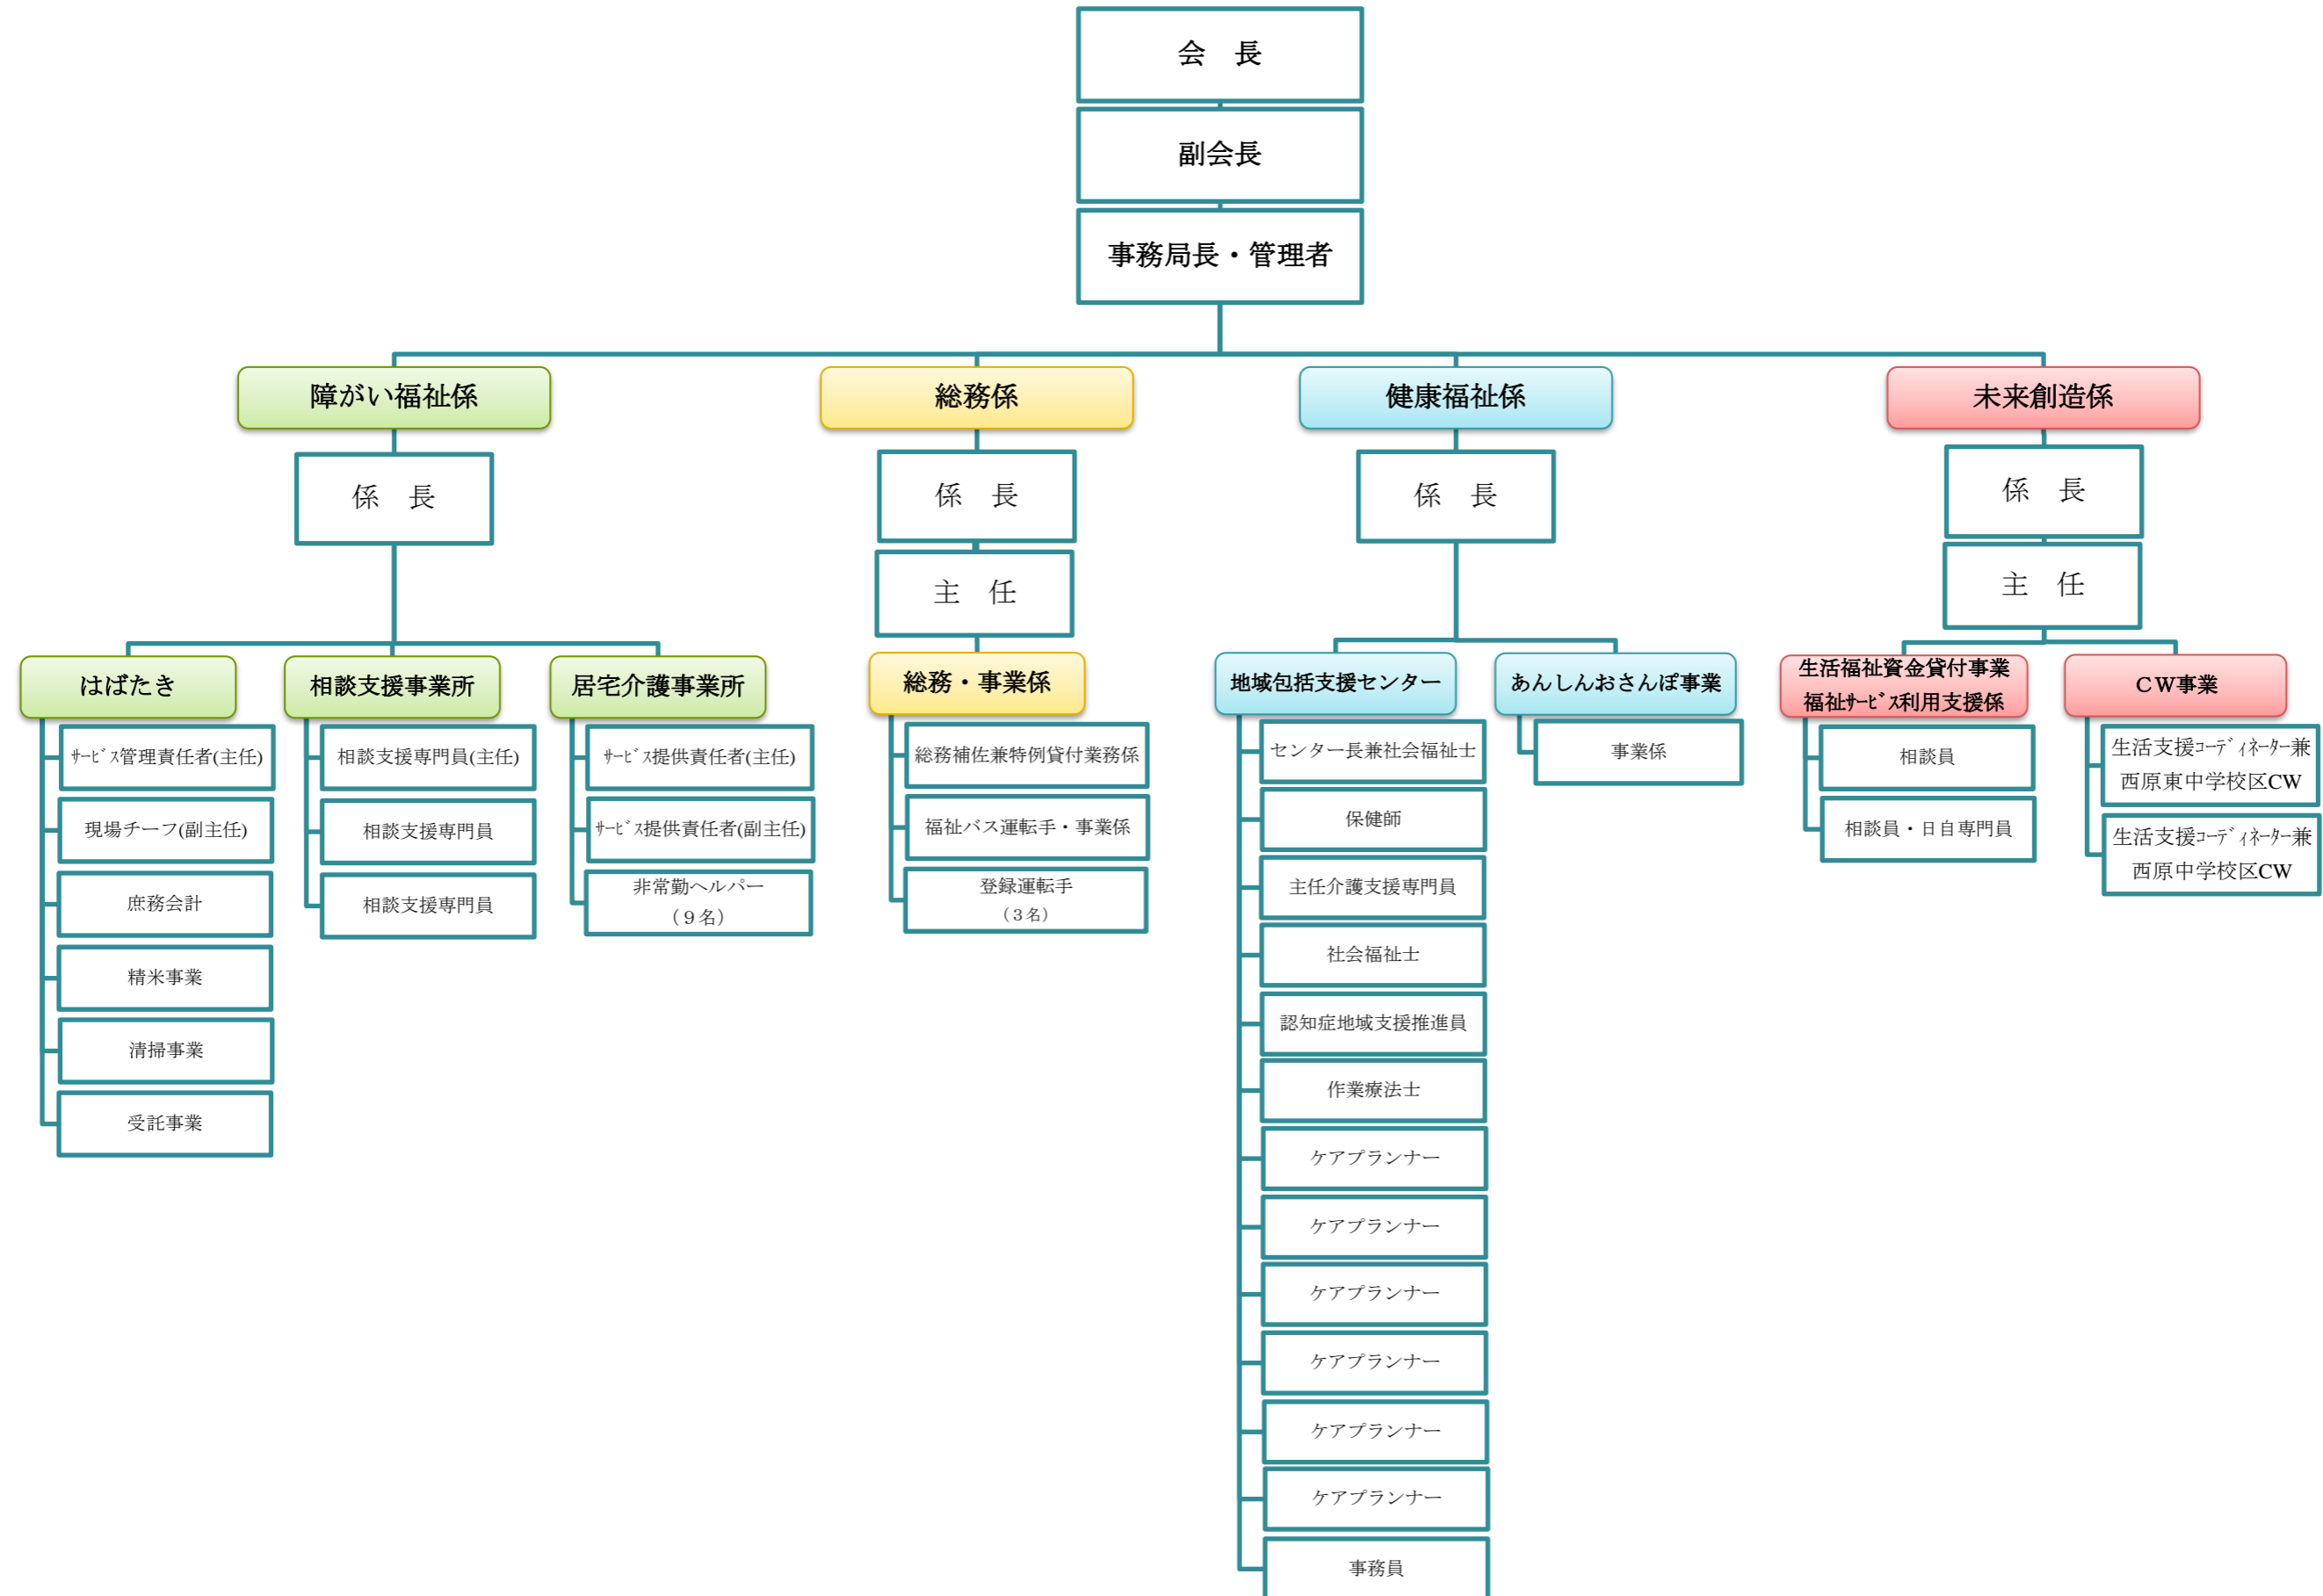 会　長
副会長
事務局長・管理者
障がい福祉係
係　長
はばたき
ｻｰﾋﾞｽ管理責任者(主任)
現場チーフ(副主任)
庶務会計
精米事業
清掃事業
受託事業
相談支援事業所
相談支援専門員(主任)
相談支援専門員
相談支援専門員
居宅介護事業所
ｻｰﾋﾞｽ提供責任者(主任)
ｻｰﾋﾞｽ提供責任者(副主任)
非常勤ヘルパー
（９名）
総務係
係　長
主　任
総務・事業係
総務補佐兼特例貸付業務係
福祉バス運転手・事業係
登録運転手
（３名）
健康福祉係
係　長
地域包括支援センター
センター長兼社会福祉士
保健師
主任介護支援専門員
社会福祉士
認知症地域支援推進員
作業療法士
ケアプランナー
ケアプランナー
ケアプランナー
ケアプランナー
ケアプランナー
ケアプランナー
事務員
あんしんおさんぽ事業
事業係
未来創造係
係　長
主　任
生活福祉資金貸付事業
福祉ｻｰﾋﾞｽ利用支援係
相談員
相談員・日自専門員
ＣＷ事業
生活支援ｺｰﾃﾞｨﾈｰﾀｰ兼
西原東中学校区CW
生活支援ｺｰﾃﾞｨﾈｰﾀｰ兼
西原中学校区CW